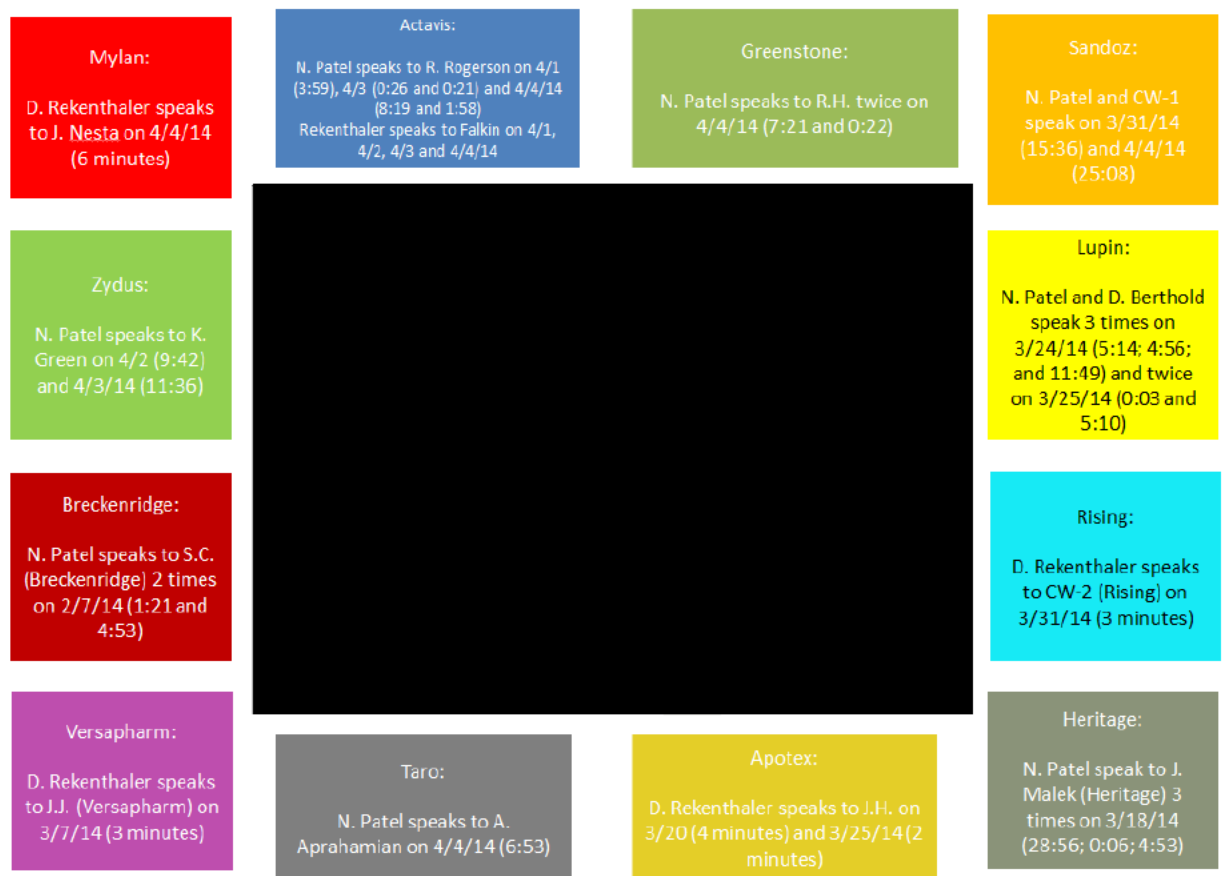 Mylan:
D. Rekenthaler speaks
to J. Nesta on 4/4/14
(6 minutes)
Actavis:
N. Patel speaks to R. Rogerson on 4/1
(3:59), 4/3 (0:26 and 0:21) and 4/4/14
(8:19 and 1:58)
Rekenthaler speaks to Falkin on 4/1,
4/2, 4/3 and 4/4/14
Greenstone:
N. Patel speaks to R.H. twice on
4/4/14 (7:21 and 0:22)
Sandoz:
N. Patel and CW-1
speak on 3/31/14
(15:36) and 4/4/14
(25:08)
Zydus:
N. Patel speaks to K.
Green on 4/2 (9:42)
and 4/3/14 (11:36)
Lupin:
N. Patel and D. Berthold
speak 3 times on
3/24/14 (5:14; 4:56;
and 11:49) and twice
on 3/25/14 (0:03 and
5:10)
Breckenridge:
N. Patel speaks to S.C.
(Breckenridge) 2 times
on 2/7/14 (1:21 and
4:53)
Rising:
D. Rekenthaler speaks
to CW-2 (Rising) on
3/31/14 (3 minutes)
Versapharm:
D. Rekenthaler speaks
to J.J. (Versapharm) on
3/7/14 (3 minutes)
Taro:
N. Patel speaks to A.
Aprahamian on 4/4/14 (6:53)
Apotex:
D. Rekenthaler speaks to J.H. on
3/20 (4 minutes) and 3/25/14 (2
minutes)
Heritage:
N. Patel speak to J.
Malek (Heritage) 3
times on 3/18/14
(28:56; 0:06; 4:53)